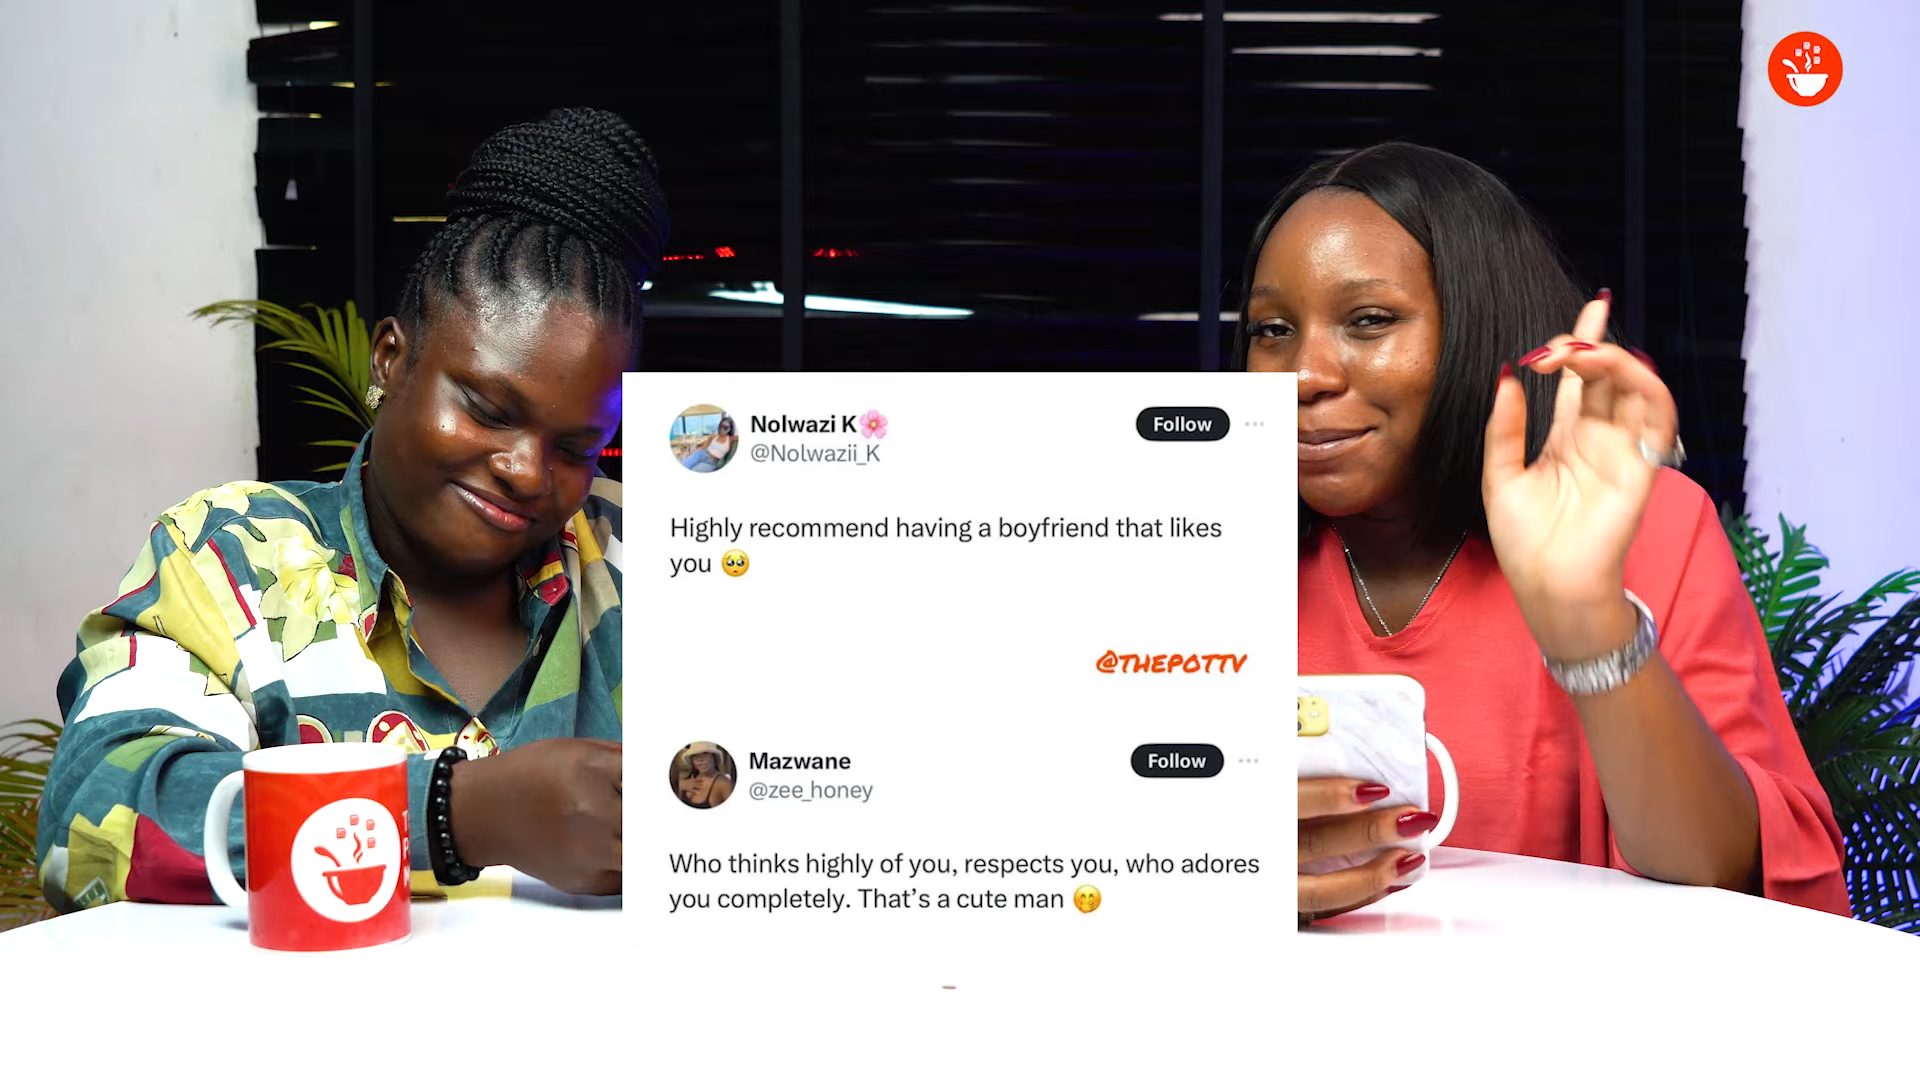 Nolwazi K🌸
@Nolwazii_K
Follow
Highly recommend having a boyfriend that likes
you 🥺
@THEPOTTV
Mazwane
@zee_honey
Follow
Who thinks highly of you, respects you, who adores
you completely. That's a cute man 🤭